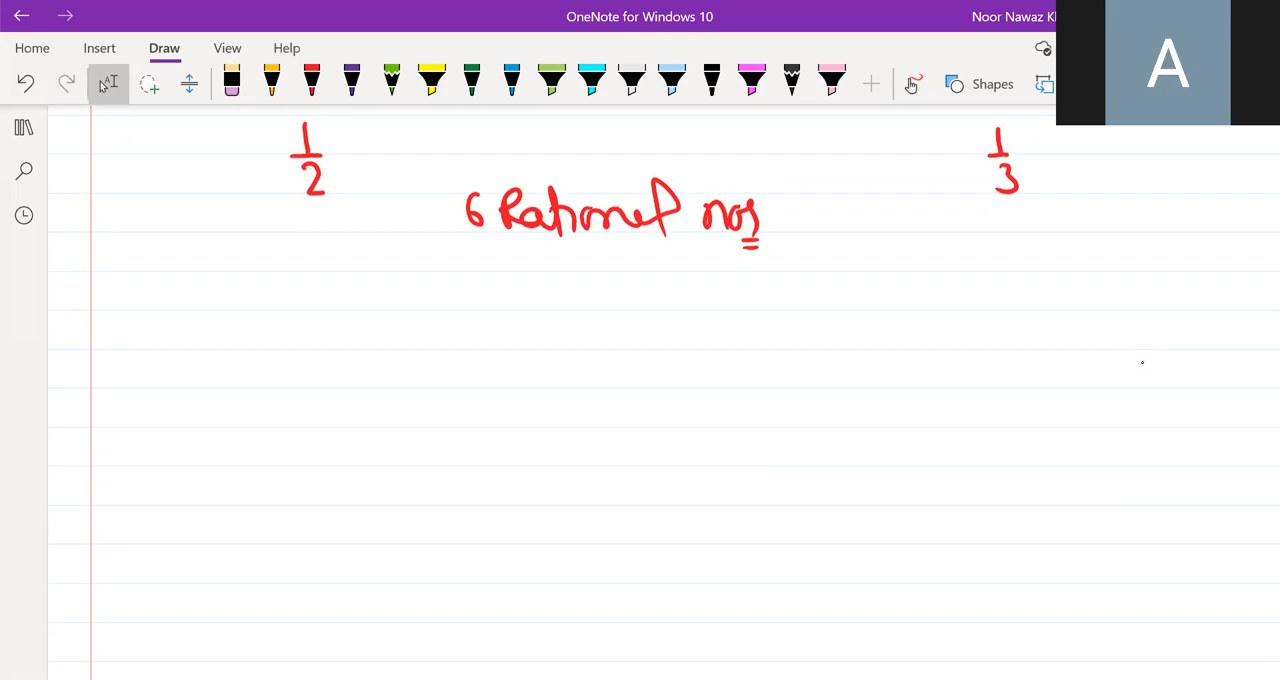 OneNote for Windows 10
Noor Nawaz Kh
Home Insert Draw View Help
A
Shapes
1/2 1/3
6 Rational nos